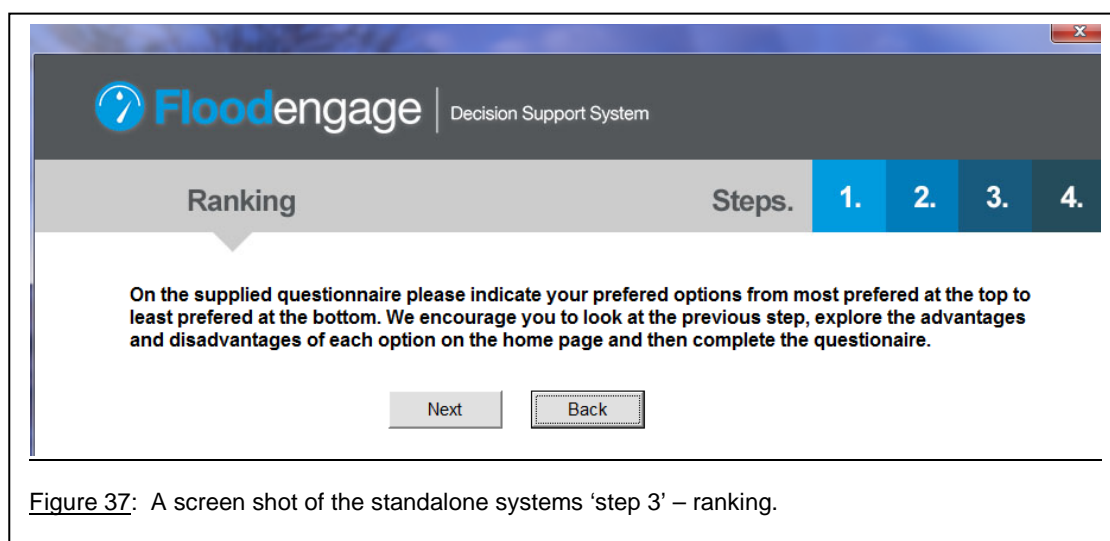 x
Floodengage Decision Support System
Ranking Steps. 1. 2. 3. 4.
On the supplied questionnaire please indicate your prefered options from most prefered at the top to
least prefered at the bottom. We encourage you to look at the previous step, explore the advantages
and disadvantages of each option on the home page and then complete the questionaire.
Next Back
Figure 37: A screen shot of the standalone systems ‘step 3’ – ranking.